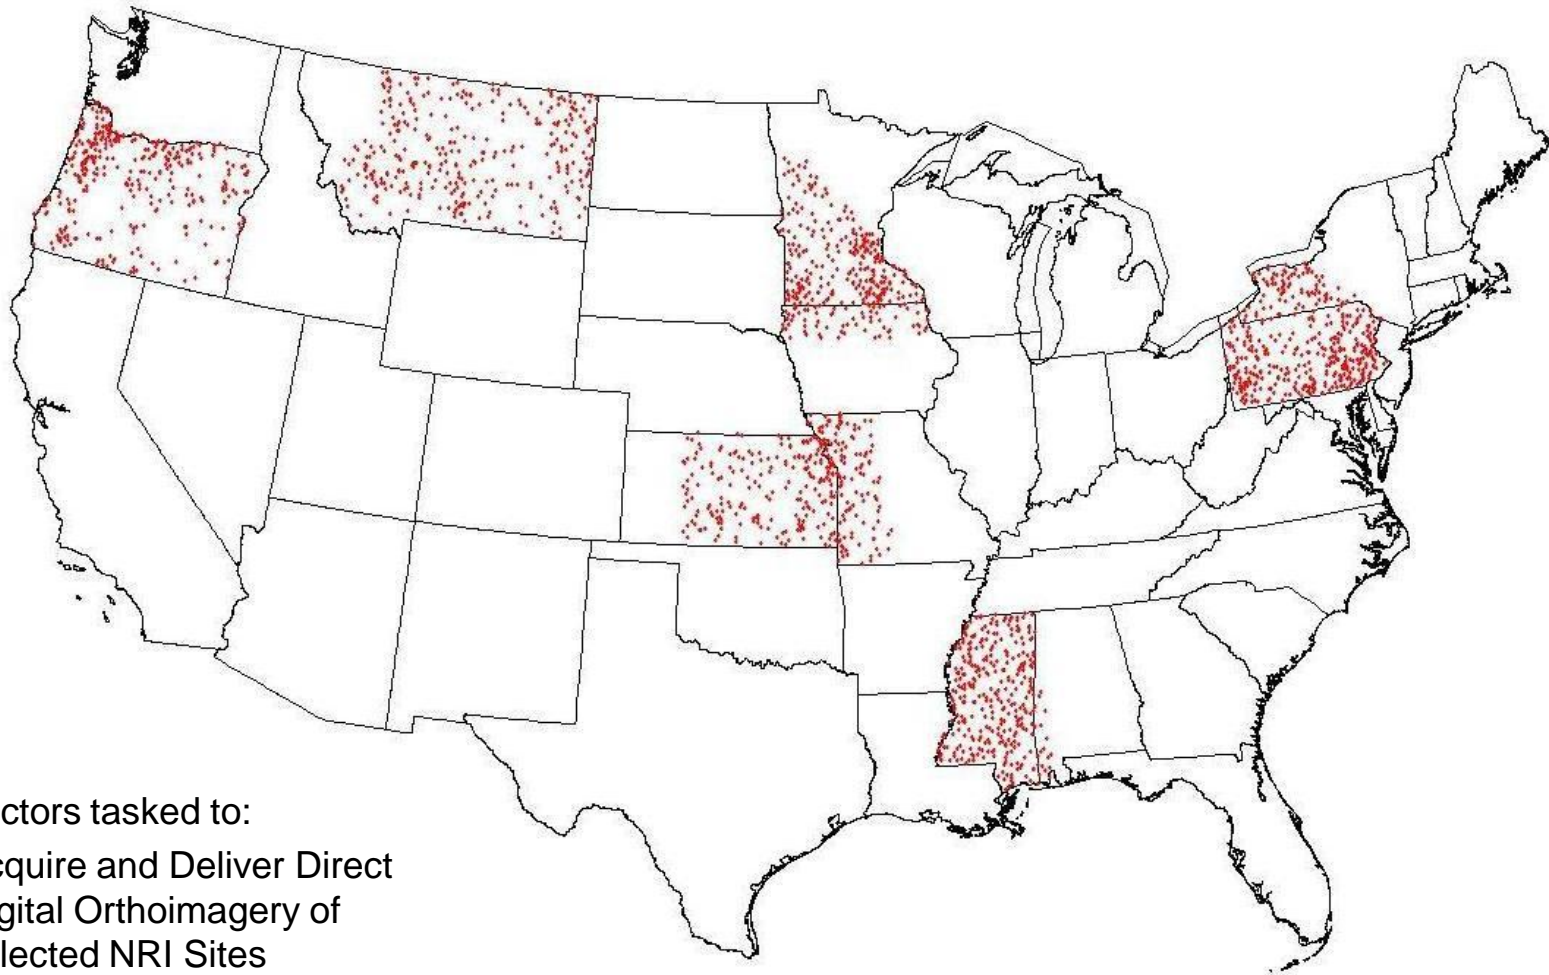 ctors tasked to:
cquire and Deliver Direct
gital Orthoimagery of
lected NRI Sites